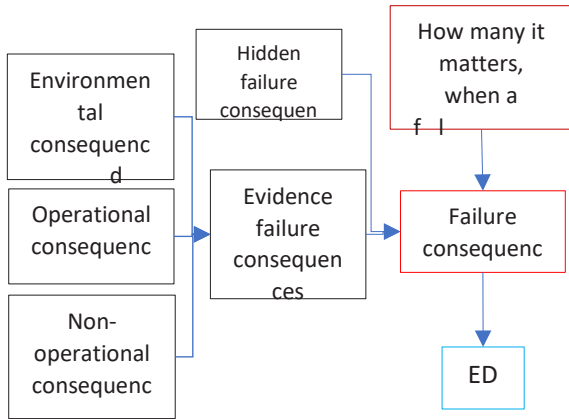 Environmen
tal
consequenc
d
Operational
consequenc
Non-
operational
consequenc
Hidden
failure
consequen
Evidence
failure
consequen
ces
How many it
matters,
when a
f l
Failure
consequenc
ED